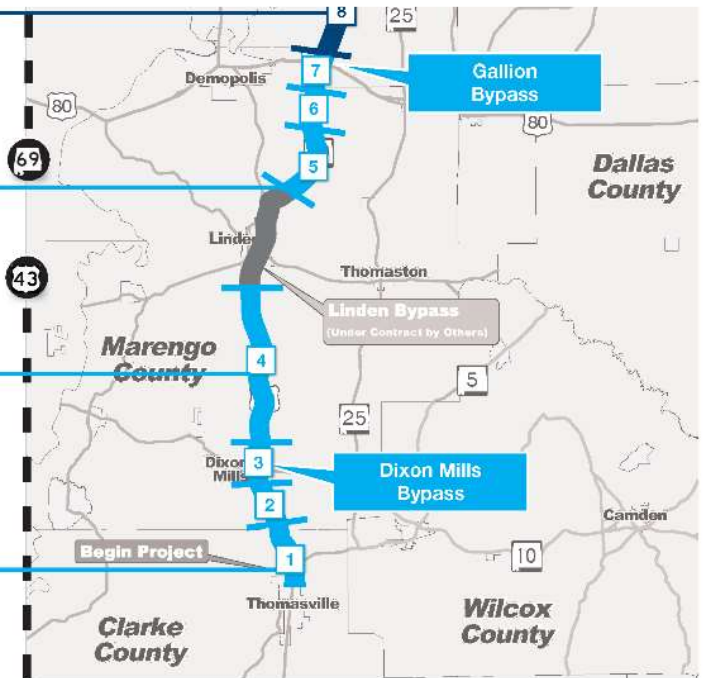 8
25
Demopolis
7
Gallion
Bypass
80
6
80
69
5
Dallas
County
Linden
Thomaston
43
Linden Bypass
(Under Contract by Others)
Marengo
County
4
5
25
Dixon
Mills
3
Dixon Mills
Bypass
2
Camden
Begin Project
1
10
Thomasville
Clarke
County
Wilcox
County